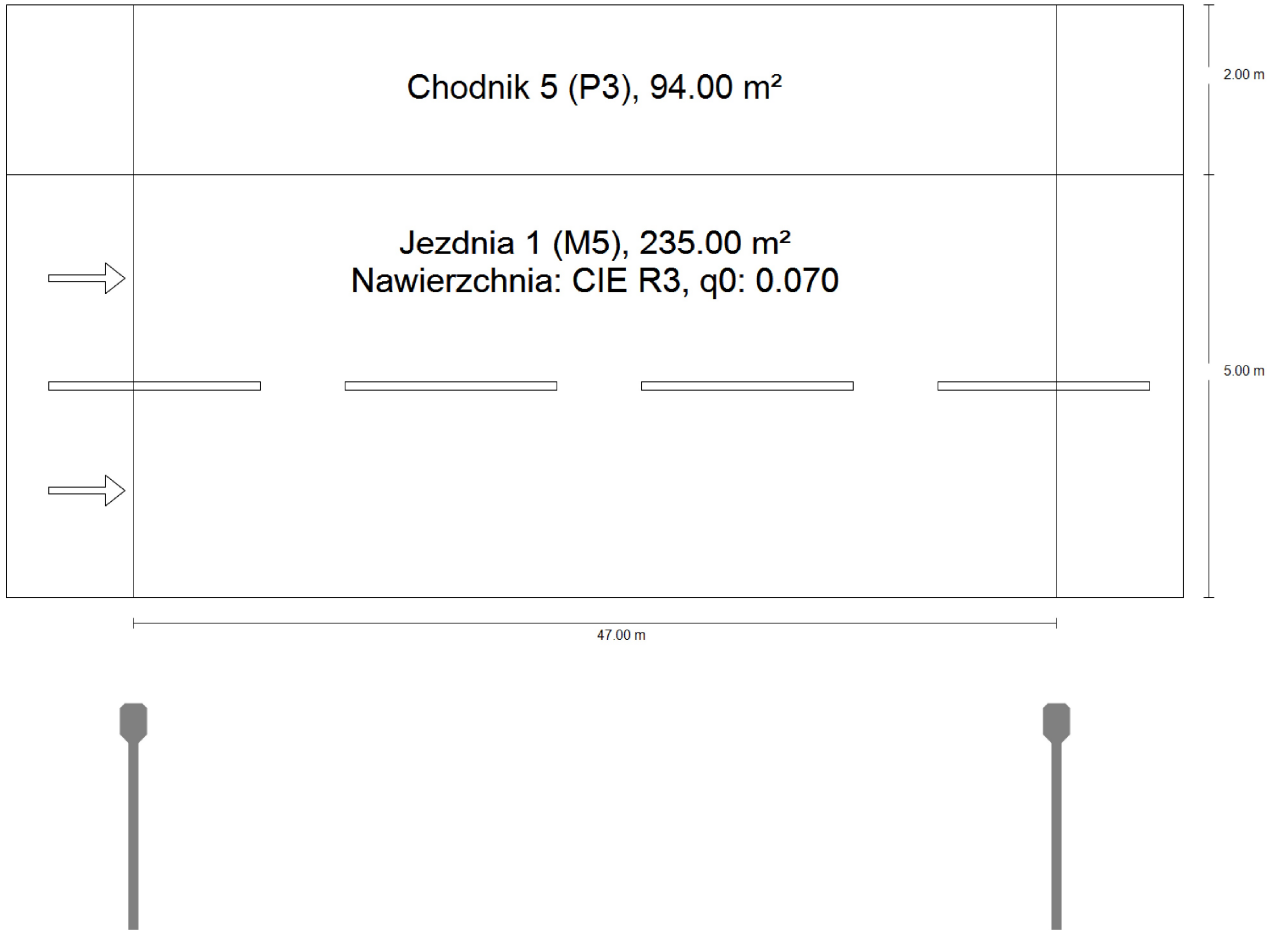 Chodnik 5 (P3), 94.00 m²
2.00 m
Jezdnia 1 (M5), 235.00 m²
Nawierzchnia: CIE R3, q0: 0.070
5.00 m
47.00 m